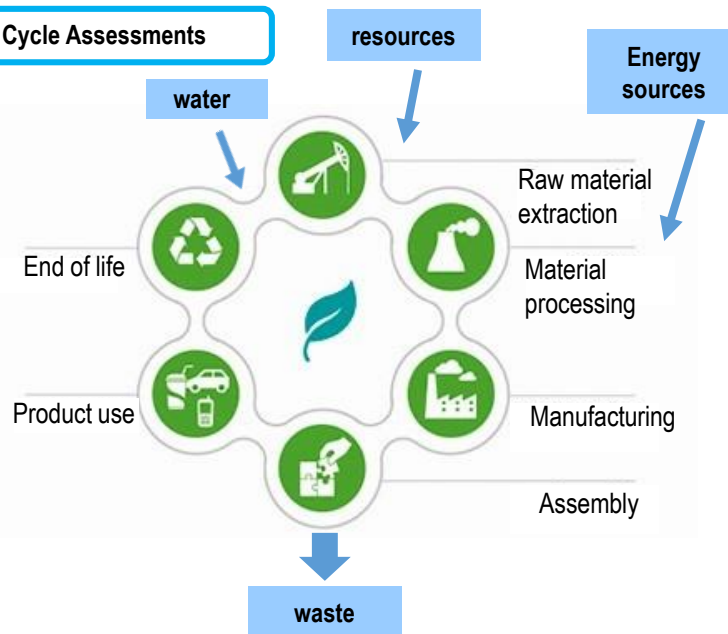 Cycle Assessments
resources
Energy
sources
water
Raw material
extraction
End of life
Material
processing
Product use
Manufacturing
Assembly
waste